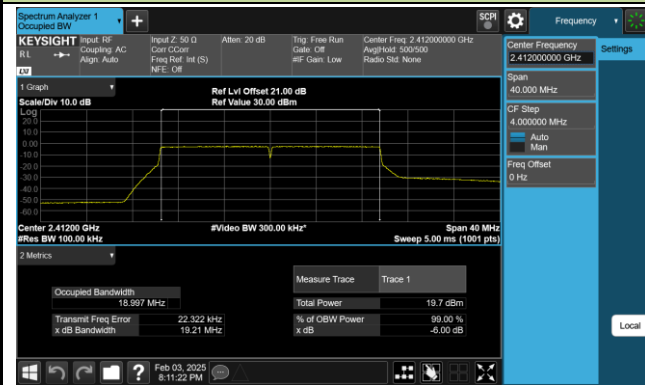 Spectrum Analyzer 1
Occupied BW
SCPI
Frequency
KEYSIGHT
R L
Input: RF
Coupling: AC
Align: Auto
Input Z: 50 Ω
Corr CCorr
Freq Ref: Int (S)
NFE: Off
Atten: 20 dB
Trig: Free Run
Gate: Off
#IF Gain: Low
Center Freq: 2.412000000 GHz
Avg|Hold: 500/500
Radio Std: None
Center Frequency
2.412000000 GHz
Settings
Span
40.000 MHz
CF Step
4.000000 MHz
Auto
Man
Freq Offset
0 Hz
1 Graph
Scale/Div 10.0 dB
Ref Lvl Offset 21.00 dB
Ref Value 30.00 dBm
Log
20.0
10.0
0.00
-10.0
-20.0
-30.0
-40.0
-50.0
-60.0
Center 2.41200 GHz
#Res BW 100.00 kHz
#Video BW 300.00 kHz*
Span 40 MHz
Sweep 5.00 ms (1001 pts)
2 Metrics
Measure Trace Trace 1
Occupied Bandwidth
18.997 MHz
Total Power 19.7 dBm
Transmit Freq Error 22.322 kHz
% of OBW Power 99.00 %
x dB Bandwidth 19.21 MHz
x dB -6.00 dB
Local
Feb 03, 2025
8:11:22 PM